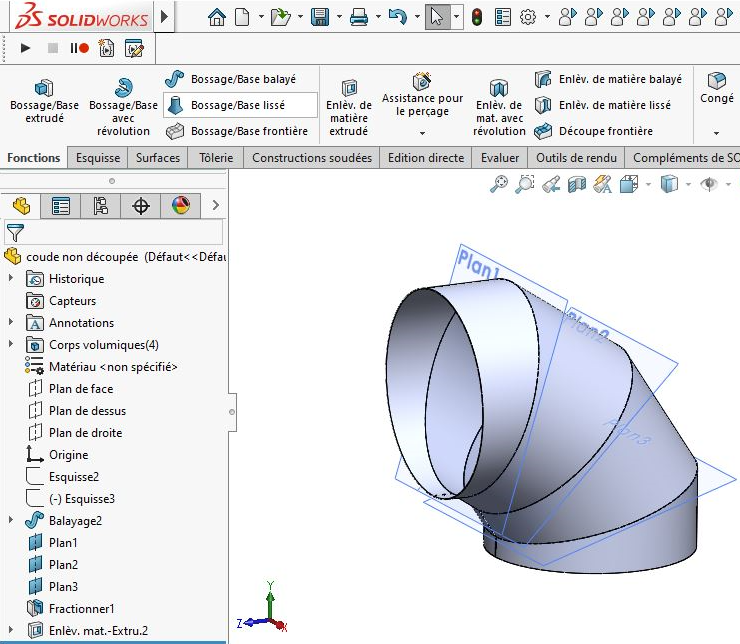 SOLIDWORKS
Bossage/Base extrudé
Bossage/Base avec révolution
Bossage/Base balayé
Bossage/Base lissé
Bossage/Base frontière
Enlèv. de matière extrudé
Assistance pour le perçage
Enlèv. de mat. avec révolution
Enlèv. de matière balayé
Enlèv. de matière lissé
Découpe frontière
Congé
Fonctions
Esquisse
Surfaces
Tôlerie
Constructions soudées
Edition directe
Evaluer
Outils de rendu
Compléments de SO
coude non découpée (Défaut<<Défau
Historique
Capteurs
Annotations
Corps volumiques(4)
Matériau <non spécifié>
Plan de face
Plan de dessus
Plan de droite
Origine
Esquisse2
(-) Esquisse3
Balayage2
Plan1
Plan2
Plan3
Fractionner1
Enlèv. mat.-Extru.2
Plan1
Plan2
Plan3
Y
Z
X